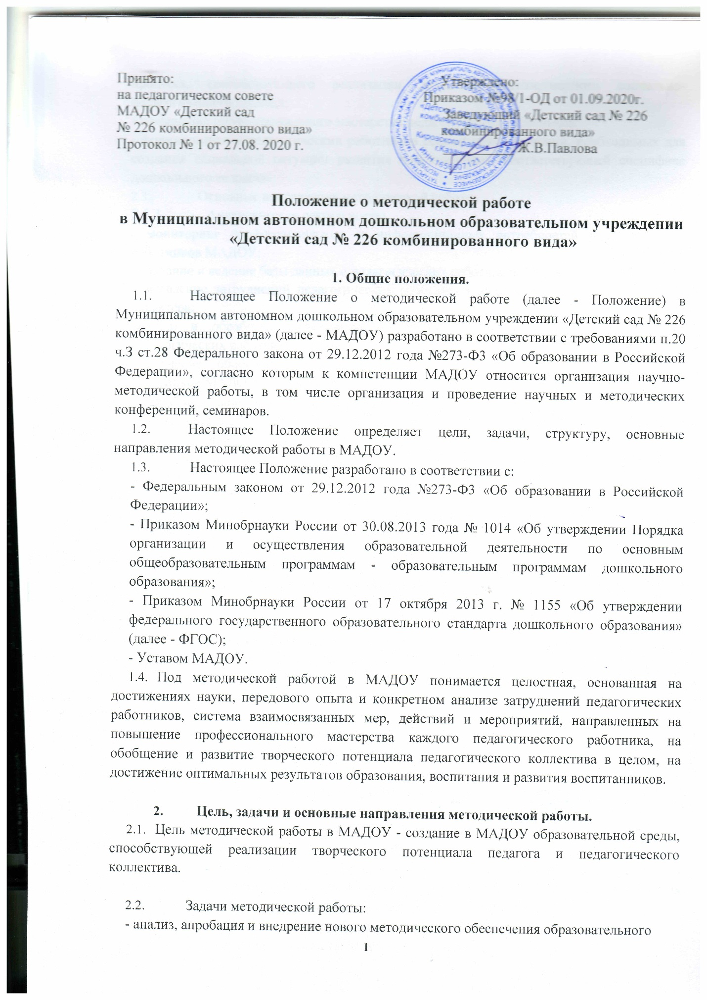 Принято:
на педагогическом совете
МАДОУ «Детский сад
№ 226 комбинированного вида»
Протокол № 1 от 27.08. 2020 г.
Утверждено:
Приказом №98/1-ОД от 01.09.2020г.
Заведующий «Детский сад № 226
комбинированного вида»
Ж.В.Павлова
«Детский сад
комбинированного
Кировского района
г.Казани
Положение о методической работе
в Муниципальном автономном дошкольном образовательном учреждении
«Детский сад № 226 комбинированного вида»
1. Общие положения.
1.1. Настоящее Положение о методической работе (далее - Положение) в
Муниципальном автономном дошкольном образовательном учреждении «Детский сад № 226
комбинированного вида» (далее - МАДОУ) разработано в соответствии с требованиями п.20
ч.3 ст.28 Федерального закона от 29.12.2012 года №273-ФЗ «Об образовании в Российской
Федерации», согласно которым к компетенции МАДОУ относится организация научно-
методической работы, в том числе организация и проведение научных и методических
конференций, семинаров.
1.2. Настоящее Положение определяет цели, задачи, структуру, основные
направления методической работы в МАДОУ.
1.3. Настоящее Положение разработано в соответствии с:
- Федеральным законом от 29.12.2012 года №273-ФЗ «Об образовании в Российской
Федерации»;
- Приказом Минобрнауки России от 30.08.2013 года № 1014 «Об утверждении Порядка
организации и осуществления образовательной деятельности по основным
общеобразовательным программам - образовательным программам дошкольного
образования»;
- Приказом Минобрнауки России от 17 октября 2013 г. № 1155 «Об утверждении
федерального государственного образовательного стандарта дошкольного образования»
(далее - ФГОС);
- Уставом МАДОУ.
1.4. Под методической работой в МАДОУ понимается целостная, основанная на
достижениях науки, передового опыта и конкретном анализе затруднений педагогических
работников, система взаимосвязанных мер, действий и мероприятий, направленных на
повышение профессионального мастерства каждого педагогического работника, на
обобщение и развитие творческого потенциала педагогического коллектива в целом, на
достижение оптимальных результатов образования, воспитания и развития воспитанников.
2. Цель, задачи и основные направления методической работы.
2.1. Цель методической работы в МАДОУ - создание в МАДОУ образовательной среды,
способствующей реализации творческого потенциала педагога и педагогического
коллектива.
2.2. Задачи методической работы:
- анализ, апробация и внедрение нового методического обеспечения образовательного
1